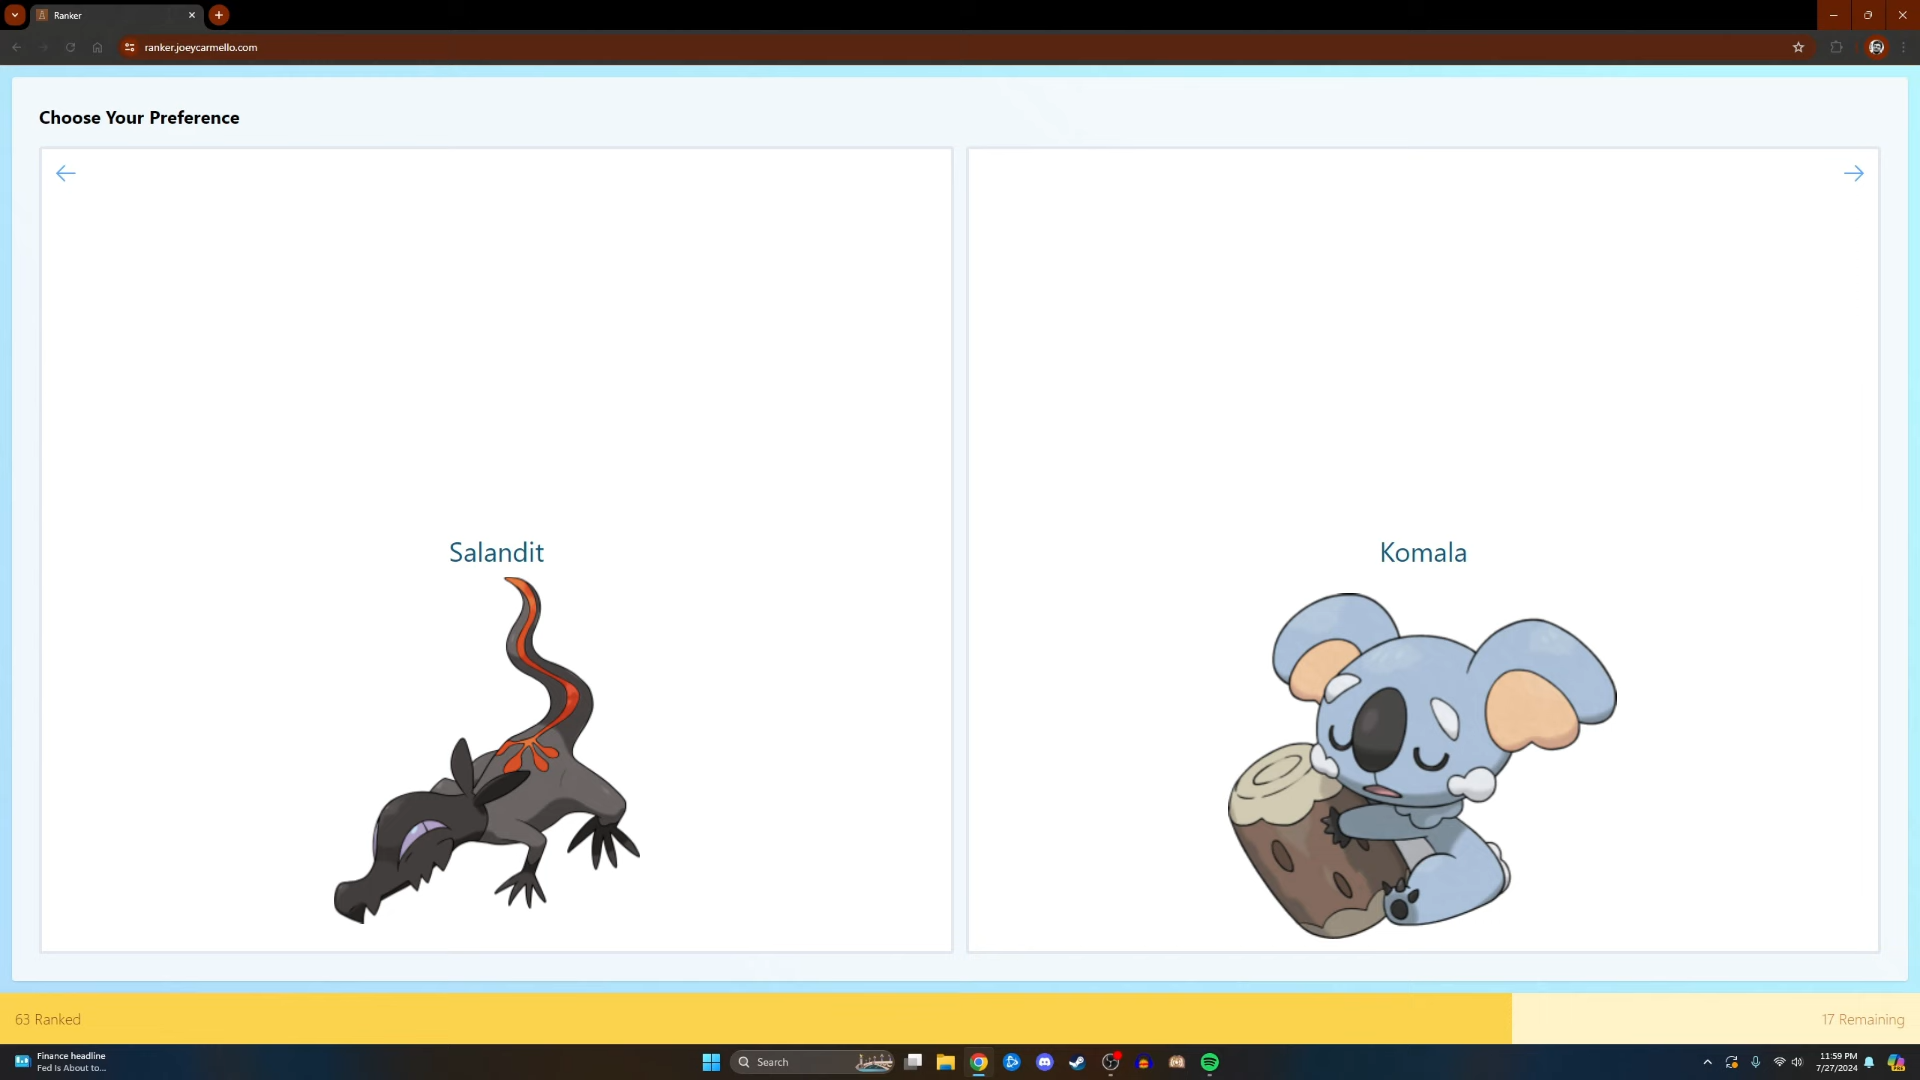 Ranker
ranker.joeycarmello.com
Choose Your Preference
Salandit
Komala
63 Ranked
17 Remaining
Finance headline
Fed Is About to...
Search
11:59 PM
7/27/2024